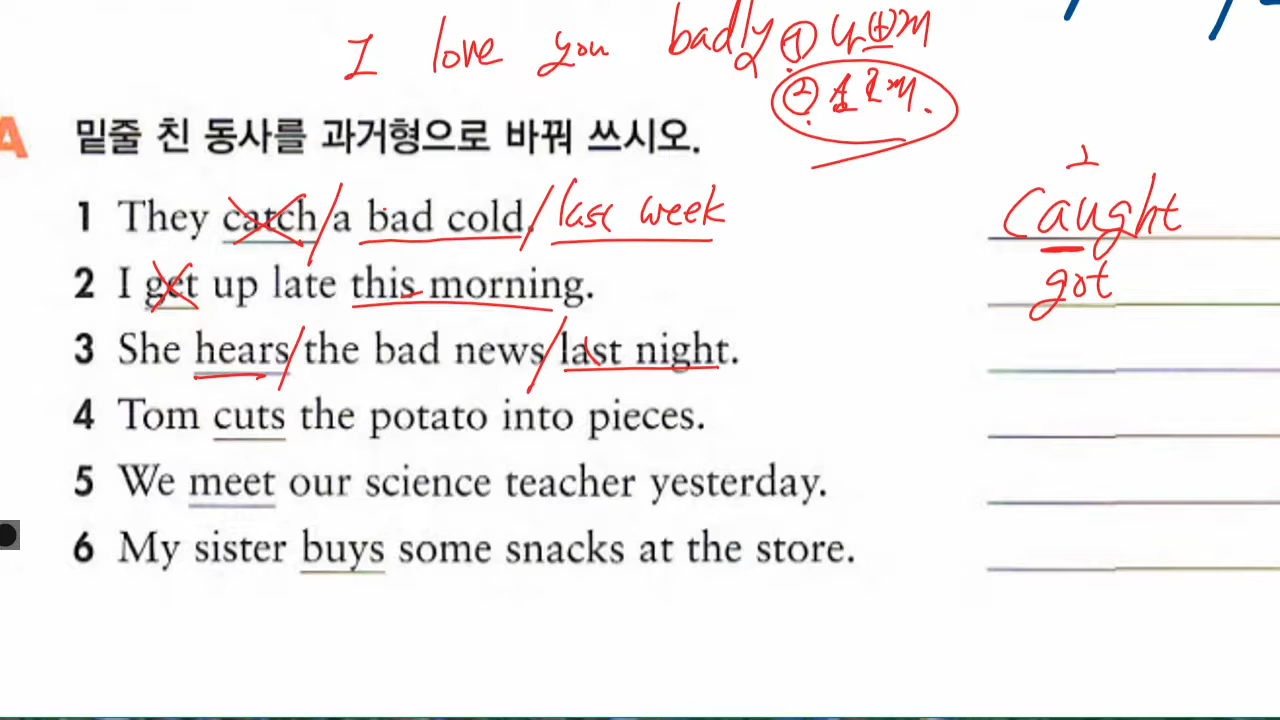 I love you badly ① 나쁘게
②
A 밑줄 친 동사를 과거형으로 바꿔 쓰시오.
1 They catch a bad cold. last week caught
2 I get up late this morning. got
3 She hears the bad news last night.
4 Tom cuts the potato into pieces.
5 We meet our science teacher yesterday.
6 My sister buys some snacks at the store.